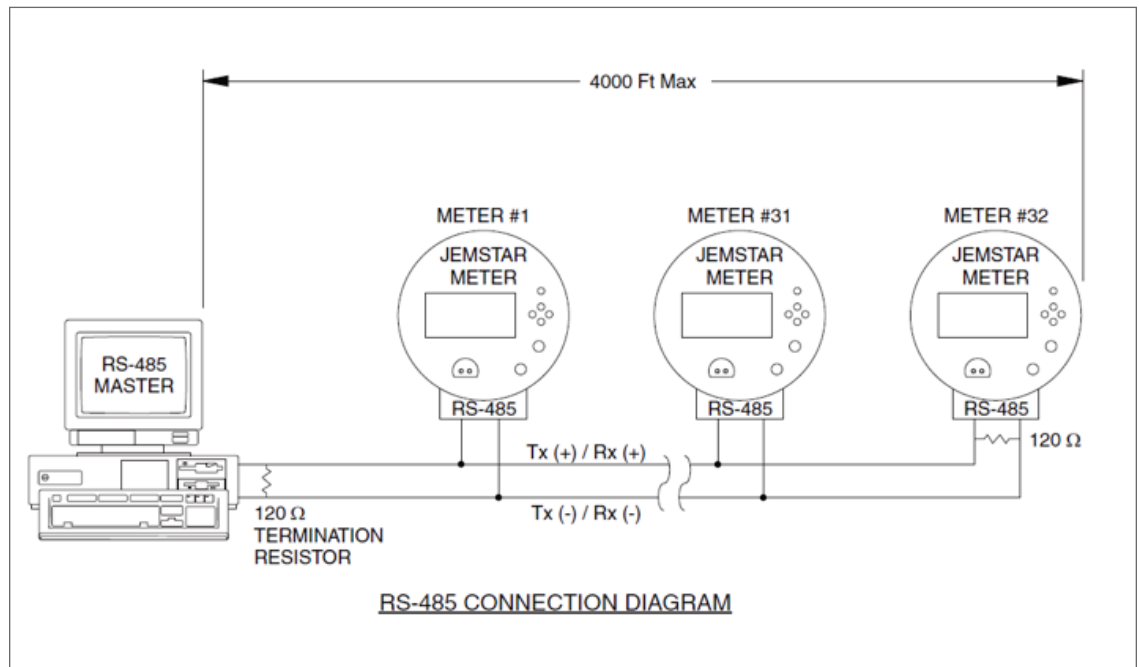 4000 Ft Max
METER #1
METER #31
METER #32
JEMSTAR
METER
JEMSTAR
METER
JEMSTAR
METER
RS-485
MASTER
RS-485
RS-485
RS-485
120 Ω
Tx (+) / Rx (+)
Tx (-) / Rx (-)
120 Ω
TERMINATION
RESISTOR
RS-485 CONNECTION DIAGRAM